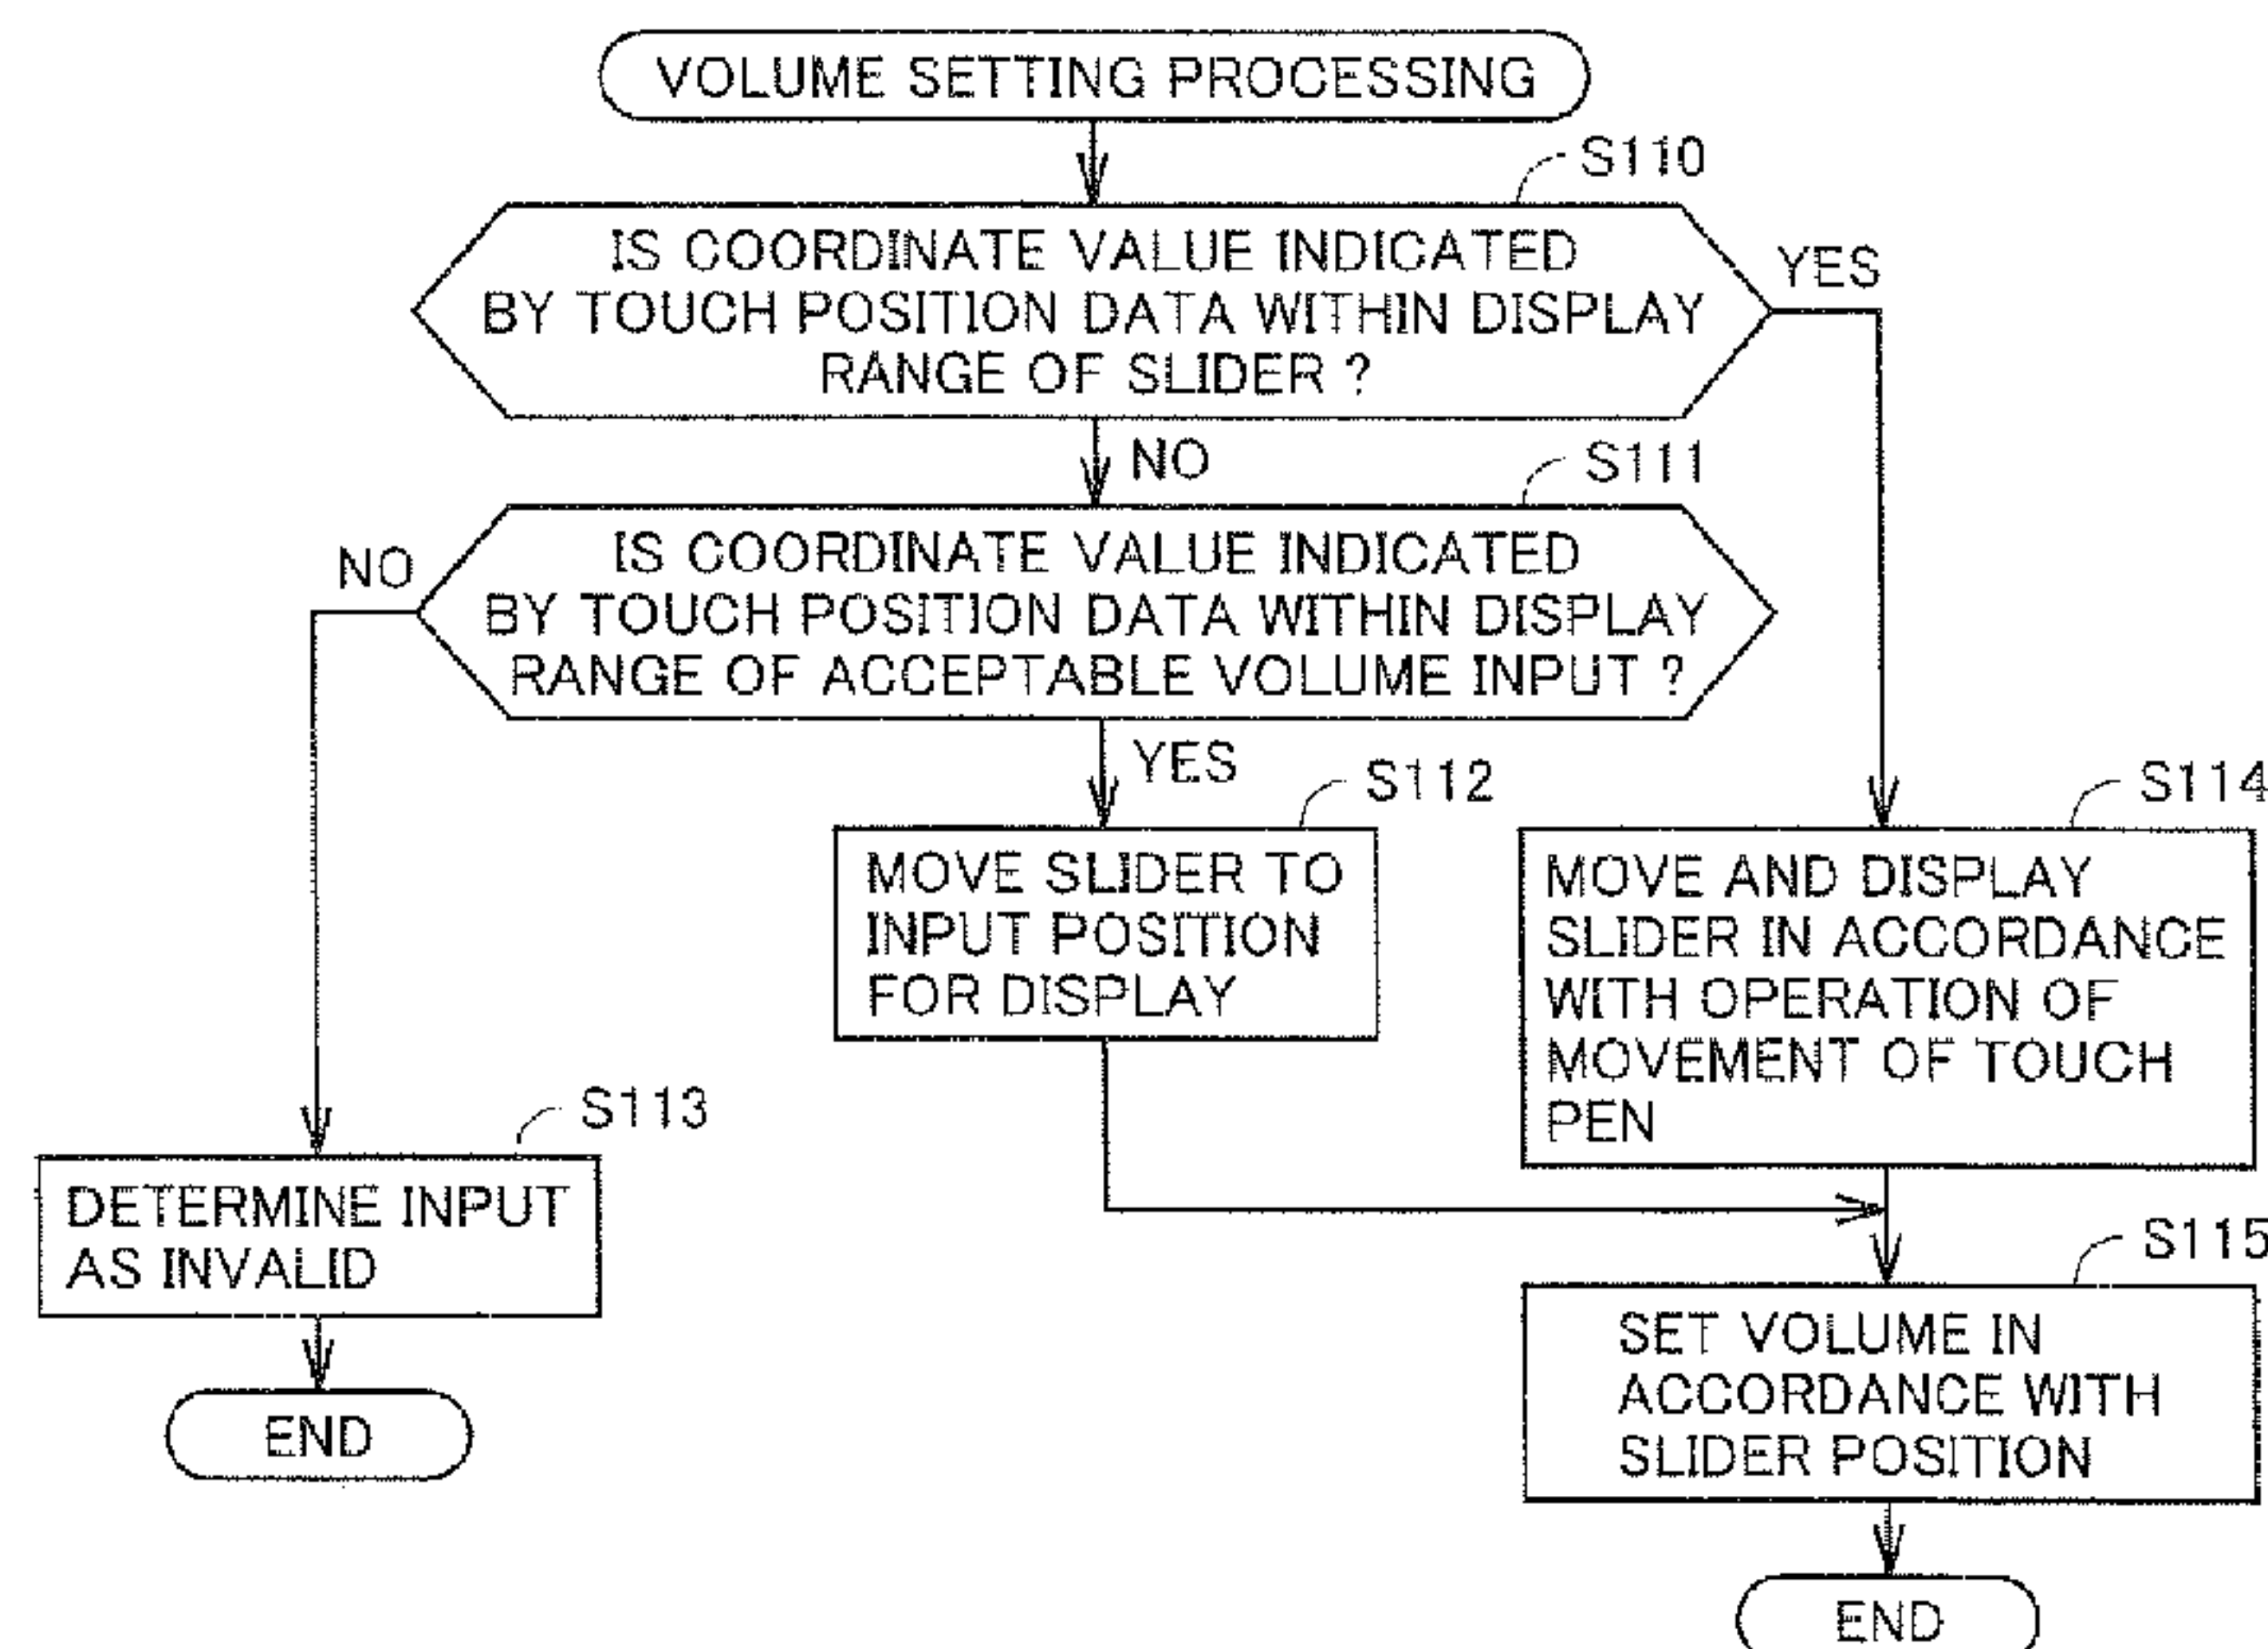 VOLUME SETTING PROCESSING
S110
IS COORDINATE VALUE INDICATED
BY TOUCH POSITION DATA WITHIN DISPLAY
RANGE OF SLIDER ?
YES
NO
S111
IS COORDINATE VALUE INDICATED
BY TOUCH POSITION DATA WITHIN DISPLAY
RANGE OF ACCEPTABLE VOLUME INPUT ?
NO
YES
S112
MOVE SLIDER TO
INPUT POSITION
FOR DISPLAY
S114
MOVE AND DISPLAY
SLIDER IN ACCORDANCE
WITH OPERATION OF
MOVEMENT OF TOUCH
PEN
S113
DETERMINE INPUT
AS INVALID
END
S115
SET VOLUME IN
ACCORDANCE WITH
SLIDER POSITION
END